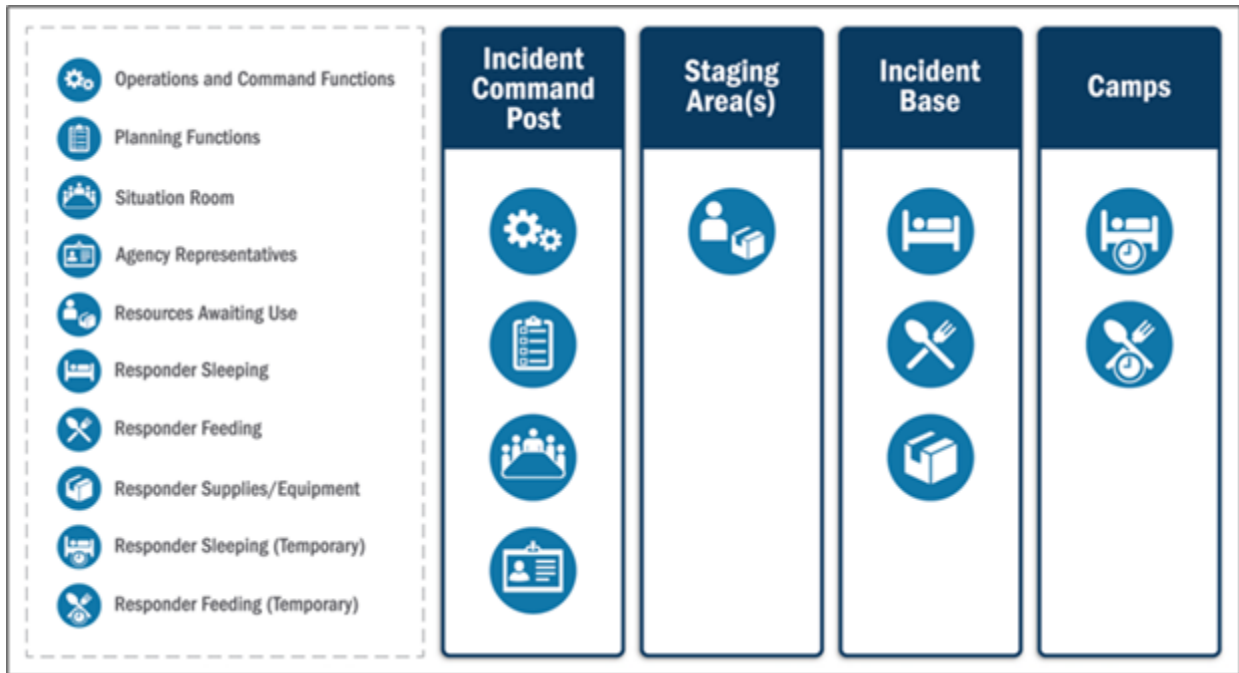 Operations and Command Functions
Planning Functions
Situation Room
Agency Representatives
Resources Awaiting Use
Responder Sleeping
Responder Feeding
Responder Supplies/Equipment
Responder Sleeping (Temporary)
Responder Feeding (Temporary)
Incident
Command
Post
Staging
Area(s)
Incident
Base
Camps